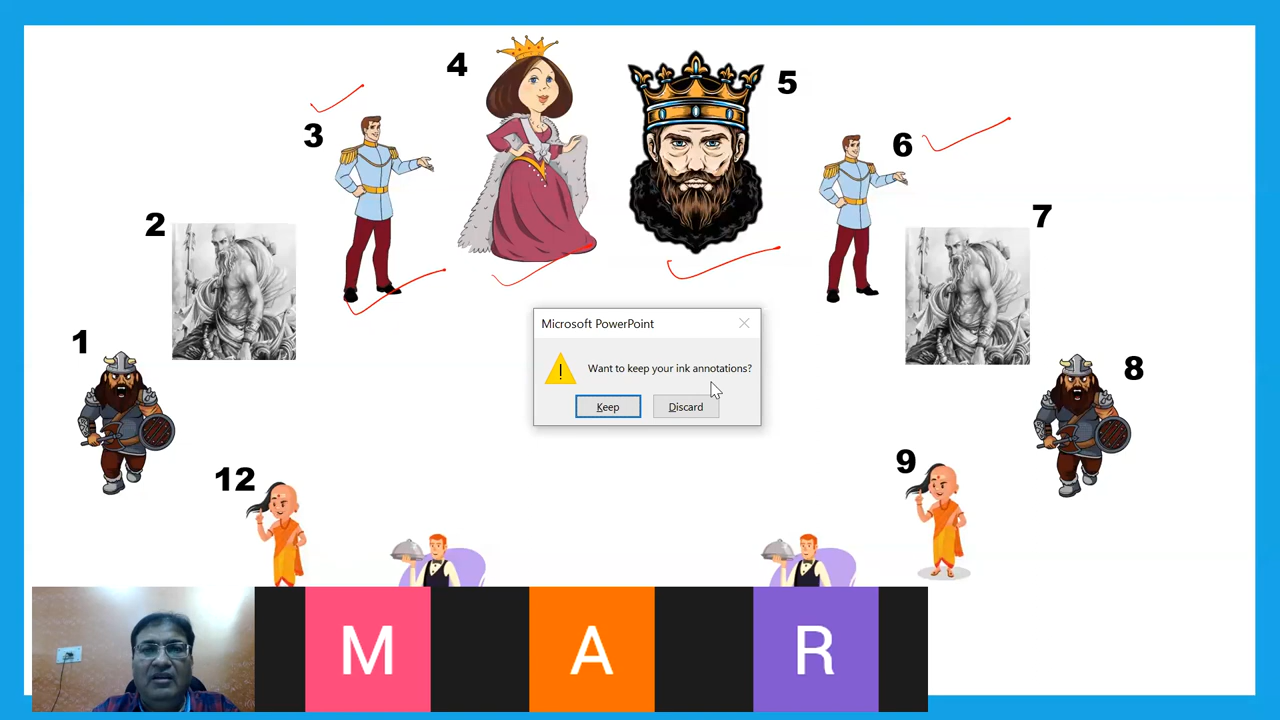 4
5
3
6
2
7
Microsoft PowerPoint
Want to keep your ink annotations?
Keep
Discard
1
8
12
9
M
A
R